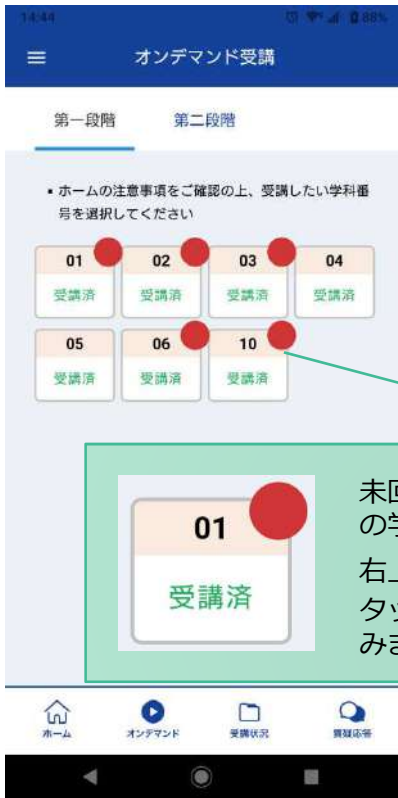 14:44 88%
オンデマンド受講
第一段階 第二段階
▪ ホームの注意事項をご確認の上、受講したい学科番
号を選択してください
01 02 03 04
受講済 受講済 受講済 受講済
05 06 10
受講済 受講済 受講済
01
受講済
未回
の学
右上
タッ
みま
ホーム オンデマンド 受講状況 質疑応答